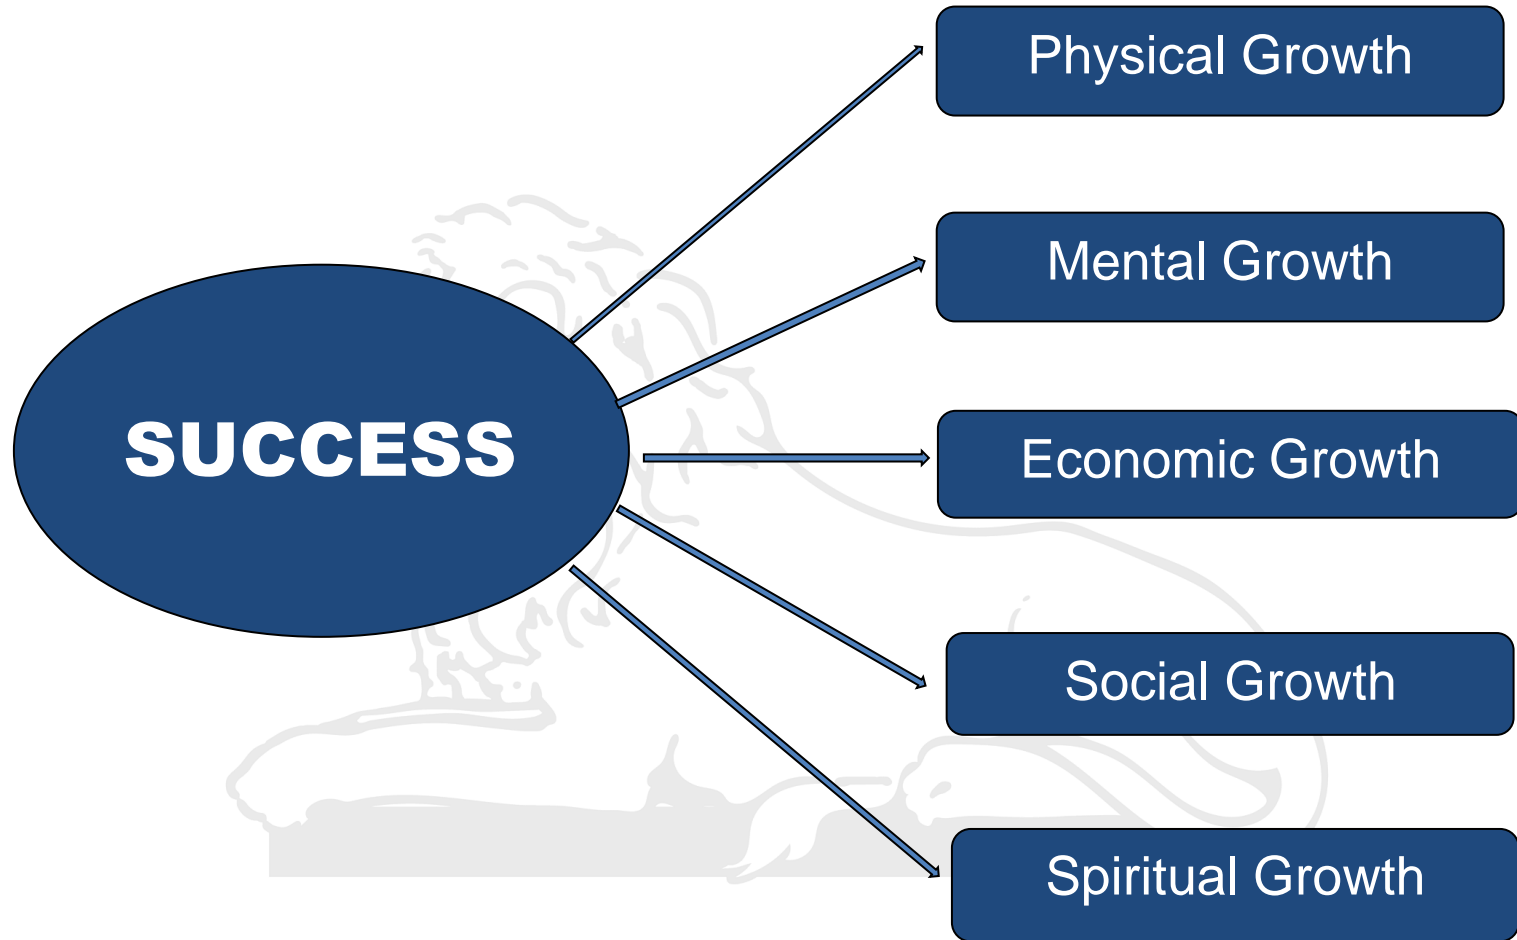 Physical Growth
Mental Growth
SUCCESS
Economic Growth
Social Growth
Spiritual Growth